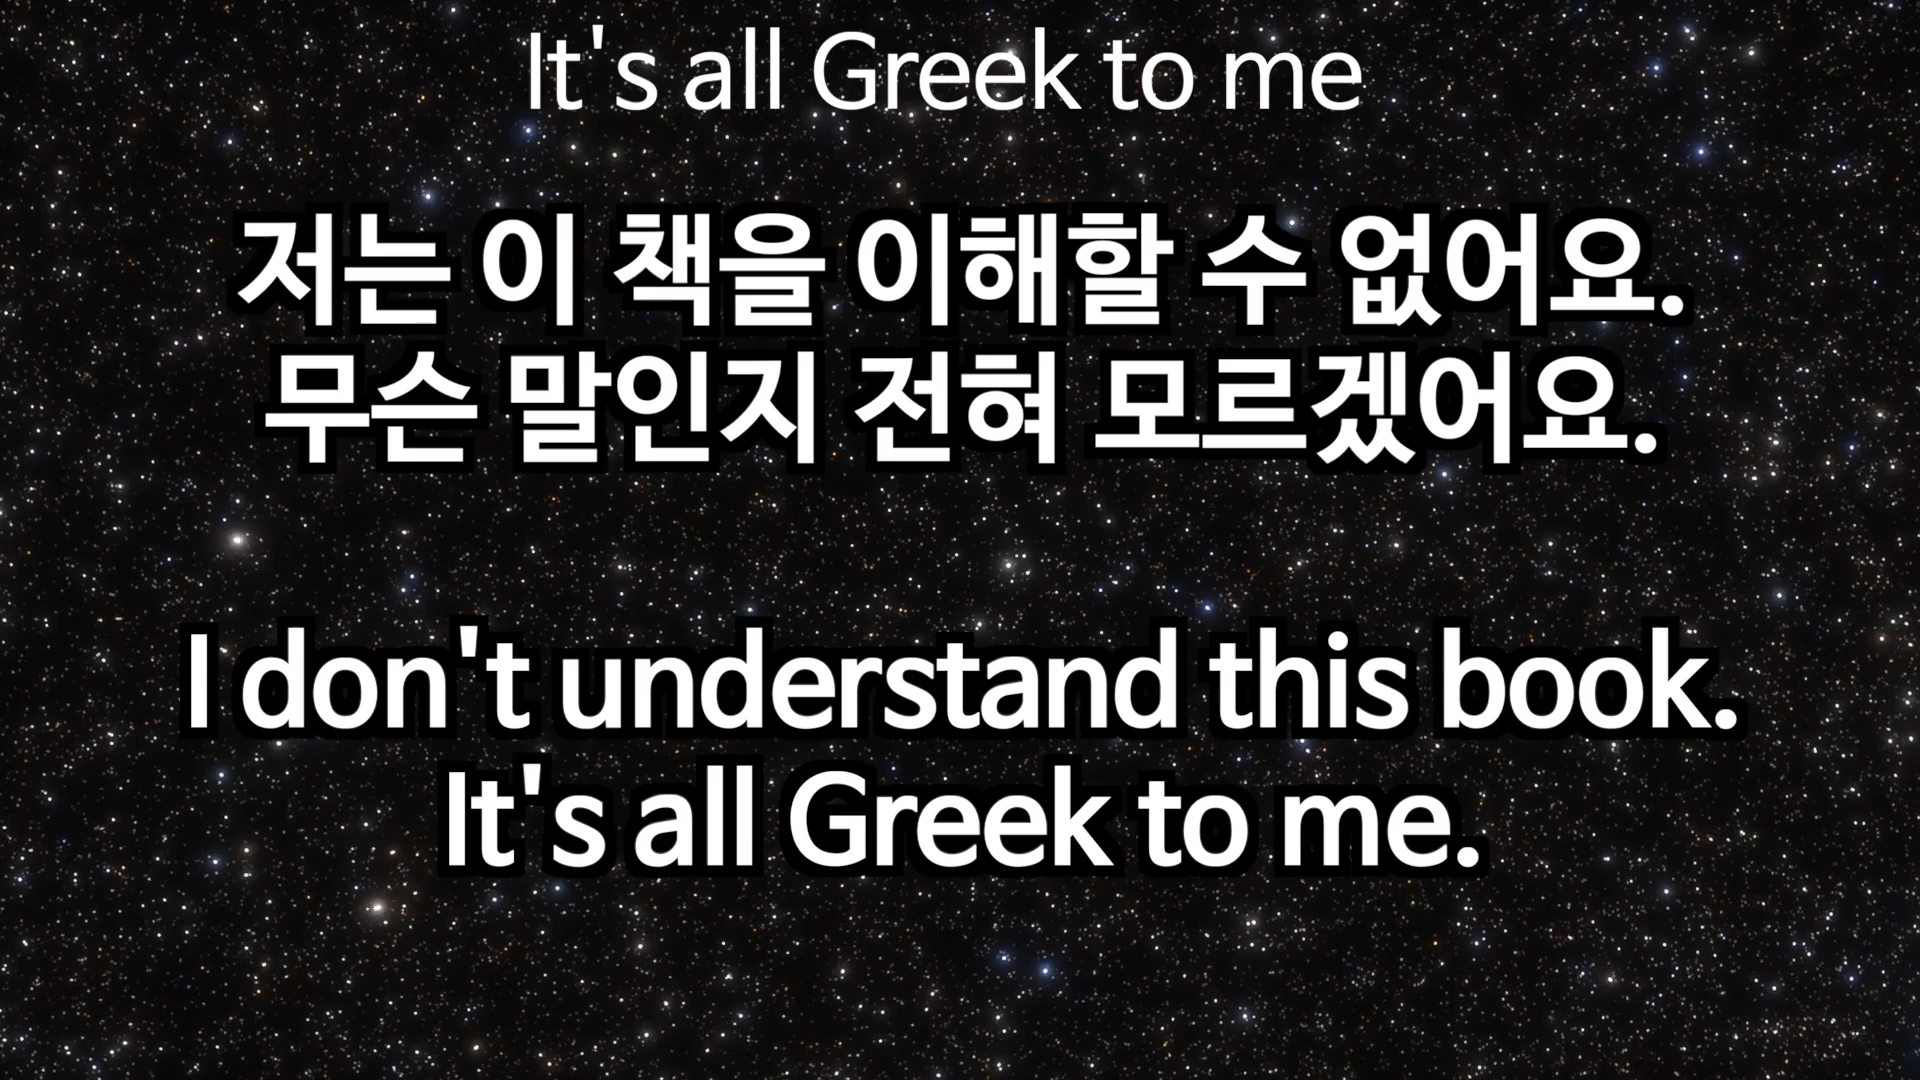 It's all Greek to me
저는 이 책을 이해할 수 없어요.
무슨 말인지 전혀 모르겠어요.
I don't understand this book.
It's all Greek to me.